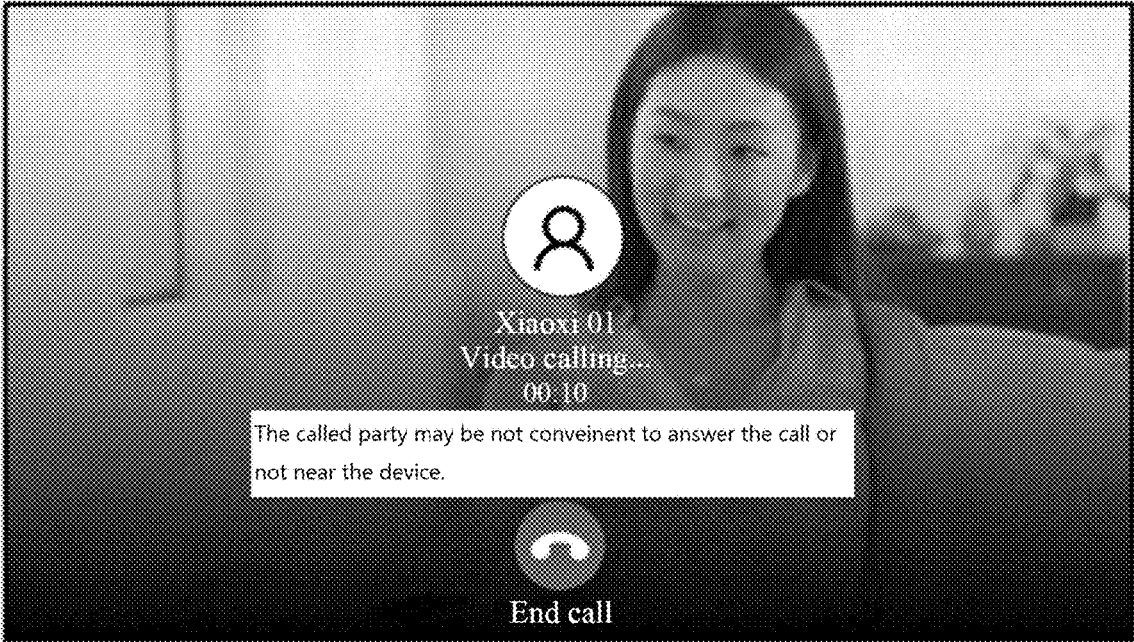 Xiaoxi 01
Video calling...
00:10
The called party may be not conveinent to answer the call or
not near the device.
End call